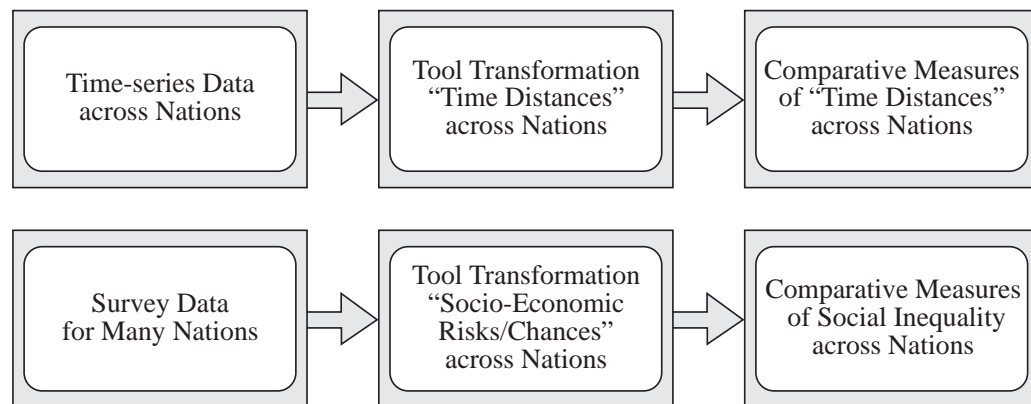 Time-series Data
across Nations
Tool Transformation
“Time Distances”
across Nations
Comparative Measures
of “Time Distances”
across Nations
Survey Data
for Many Nations
Tool Transformation
“Socio-Economic
Risks/Chances”
across Nations
Comparative Measures
of Social Inequality
across Nations